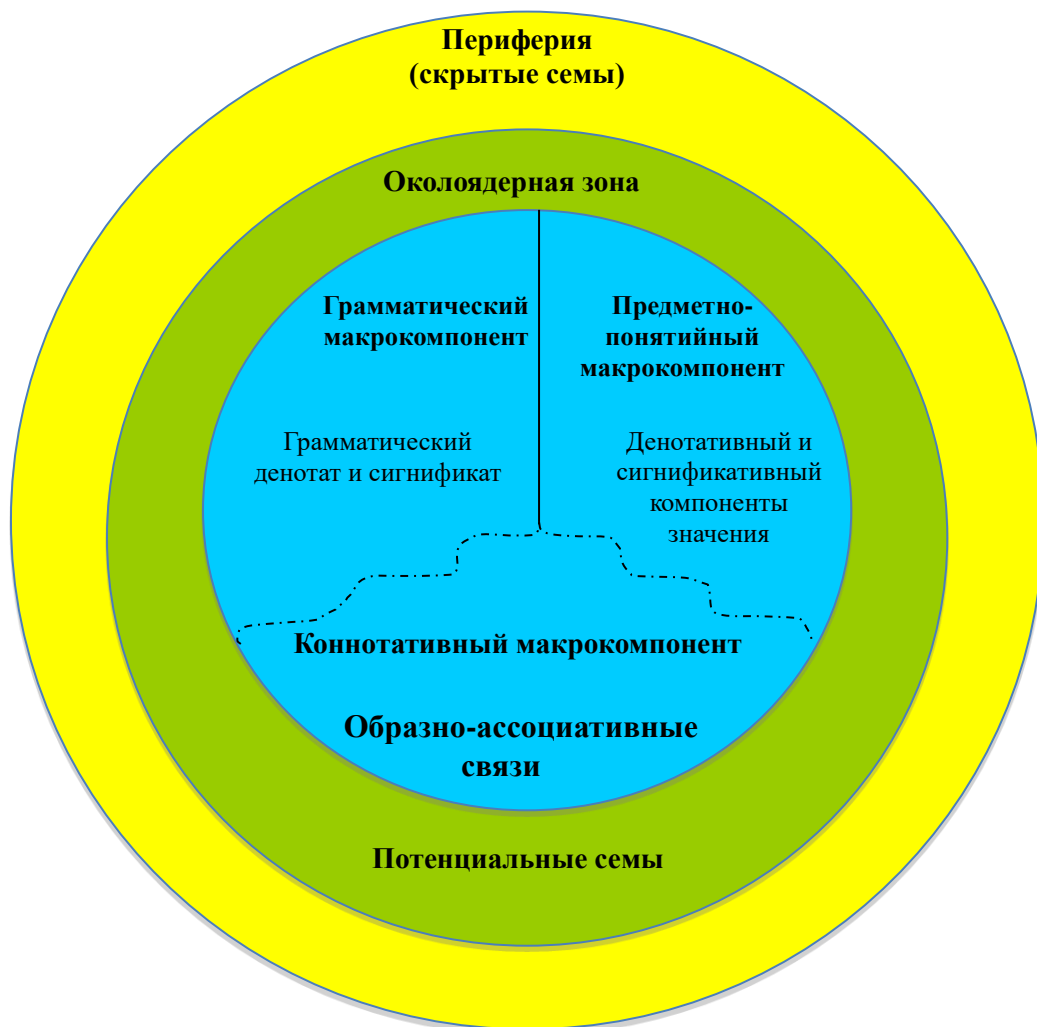 Периферия
(скрытые семы)
Околоядерная зона
Грамматический
макрокомпонент
Предметно-
понятийный
макрокомпонент
Грамматический
денотат и сигнификат
Денотативный и
сигнификативный
компоненты
значения
Коннотативный макрокомпонент
Образно-ассоциативные
связи
Потенциальные семы